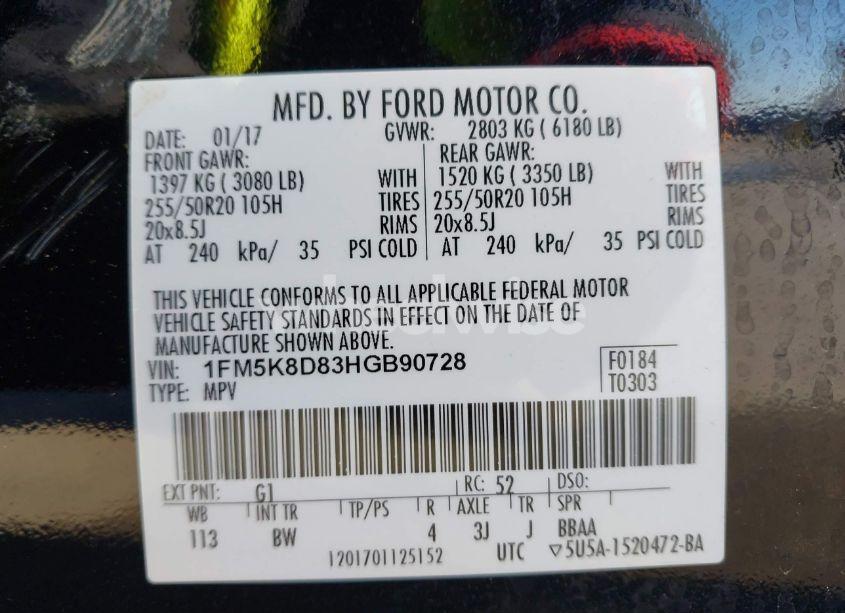 MFD. BY FORD MOTOR CO.
DATE: 01/17 GVWR: 2803 KG ( 6180 LB)
FRONT GAWR: REAR GAWR:
1397 KG ( 3080 LB) WITH 1520 KG ( 3350 LB) WITH
255/50R20 105H TIRES 255/50R20 105H TIRES
20x8.5J RIMS 20x8.5J RIMS
AT 240 kPa/ 35 PSI COLD AT 240 kPa/ 35 PSI COLD
THIS VEHICLE CONFORMS TO ALL APPLICABLE FEDERAL MOTOR
VEHICLE SAFETY STANDARDS IN EFFECT ON THE DATE OF
MANUFACTURE SHOWN ABOVE.
VIN: 1FM5K8D83HGB90728 F0184
TYPE: MPV T0303
EXT PNT: G1 RC: 52 DSO:
WB INT TR TP/PS R AXLE TR SPR
113 BW 4 3J J BBAA
1201701125152 UTC ▽5U5A-1520472-BA